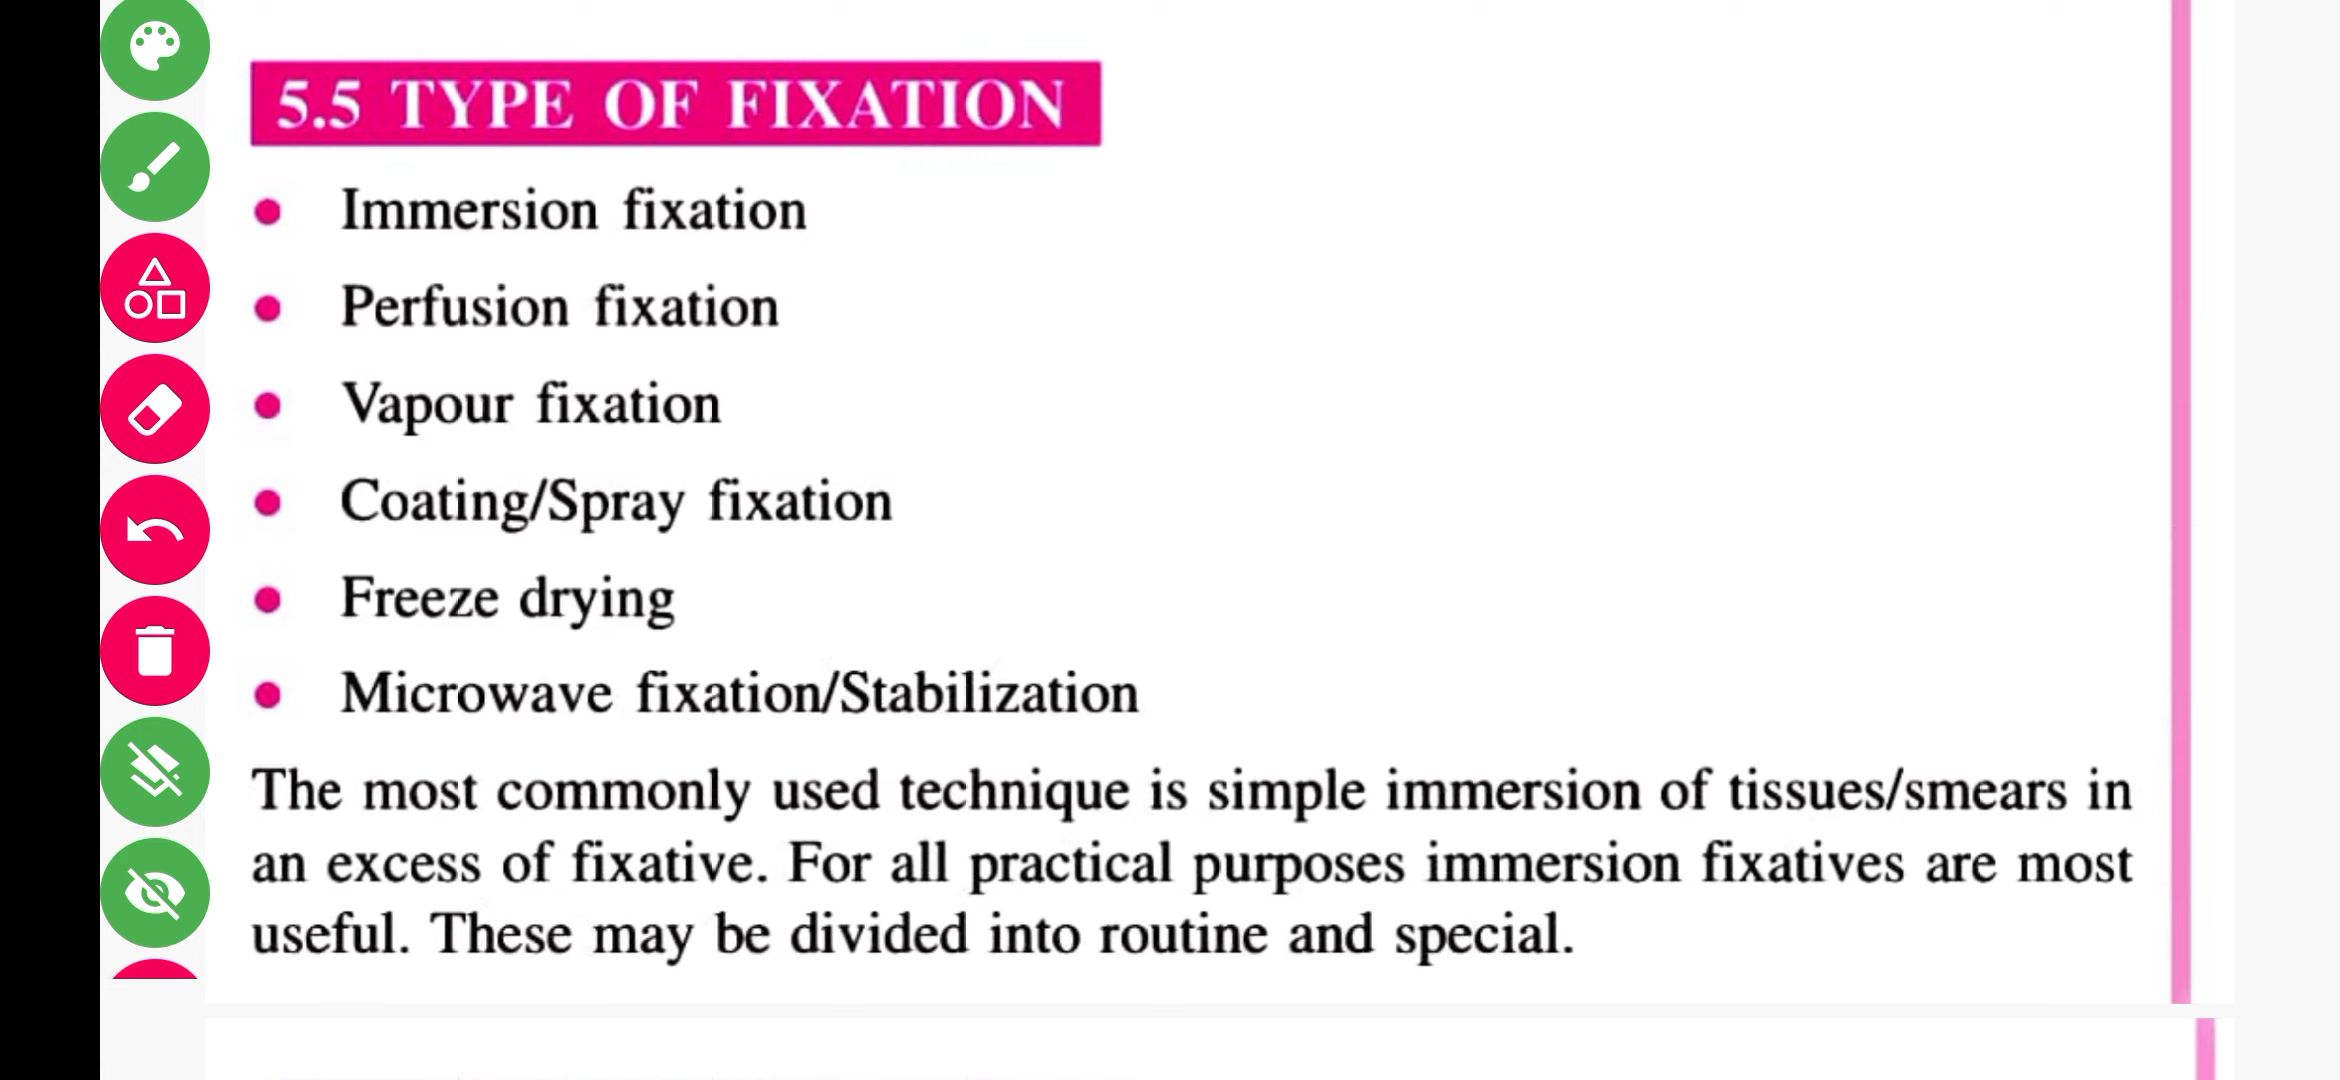 5.5 TYPE OF FIXATION
• Immersion fixation
• Perfusion fixation
• Vapour fixation
• Coating/Spray fixation
• Freeze drying
• Microwave fixation/Stabilization
The most commonly used technique is simple immersion of tissues/smears in
an excess of fixative. For all practical purposes immersion fixatives are most
useful. These may be divided into routine and special.